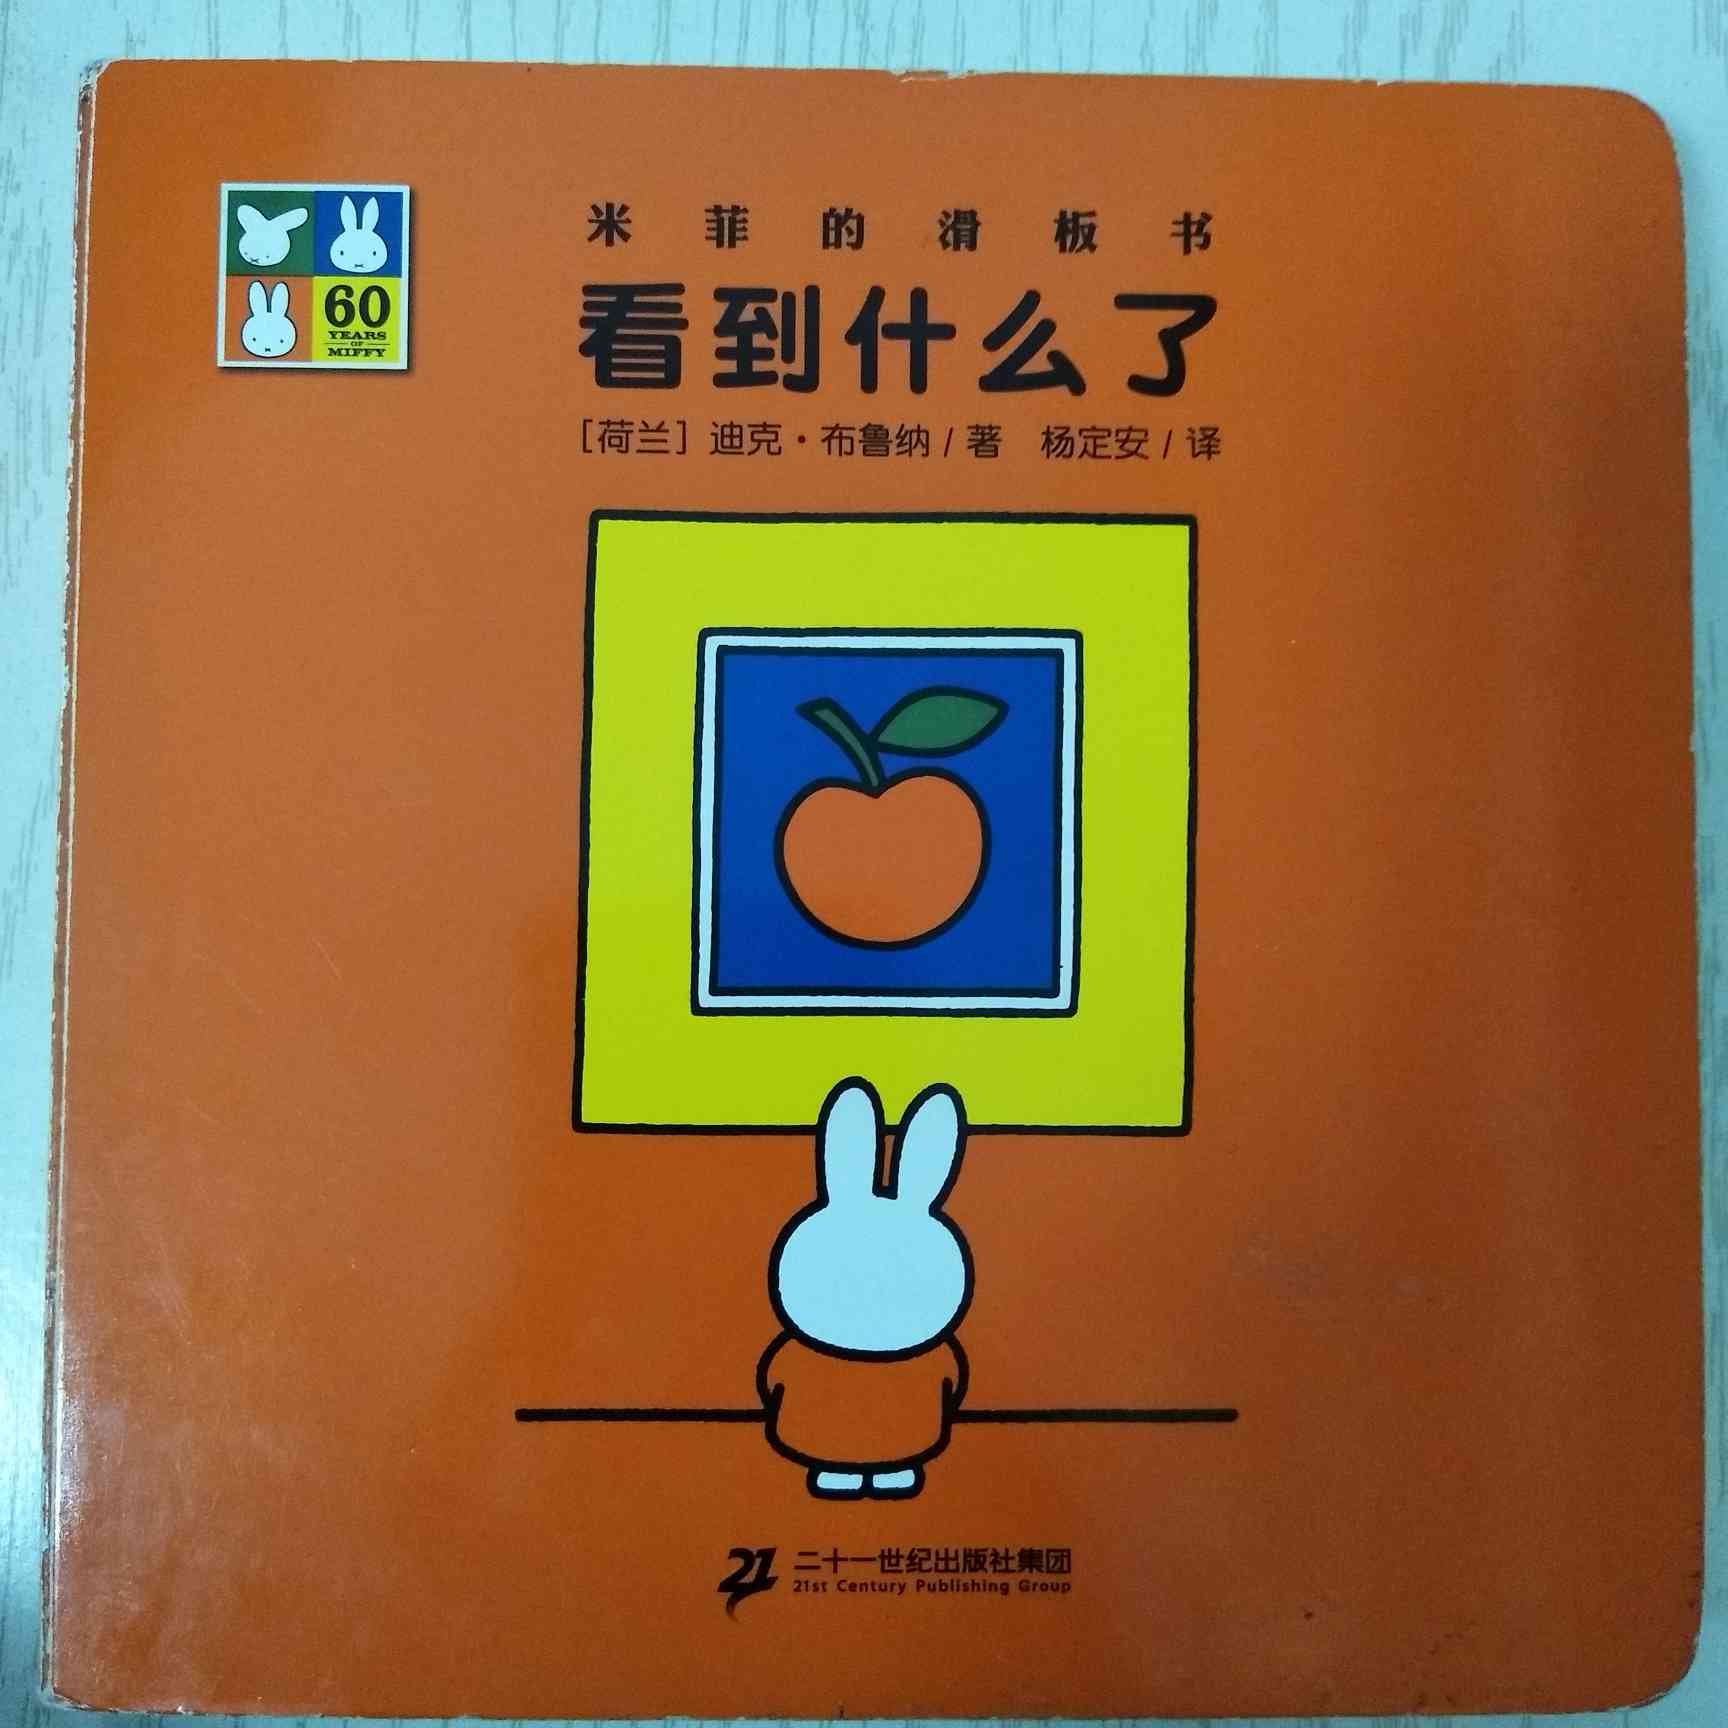 米菲的滑板书
看到什么了
[荷兰] 迪克·布鲁纳 / 著 杨定安 / 译
60
YEARS
OF
MIFFY
21 二十一世纪出版社集团
21st Century Publishing Group